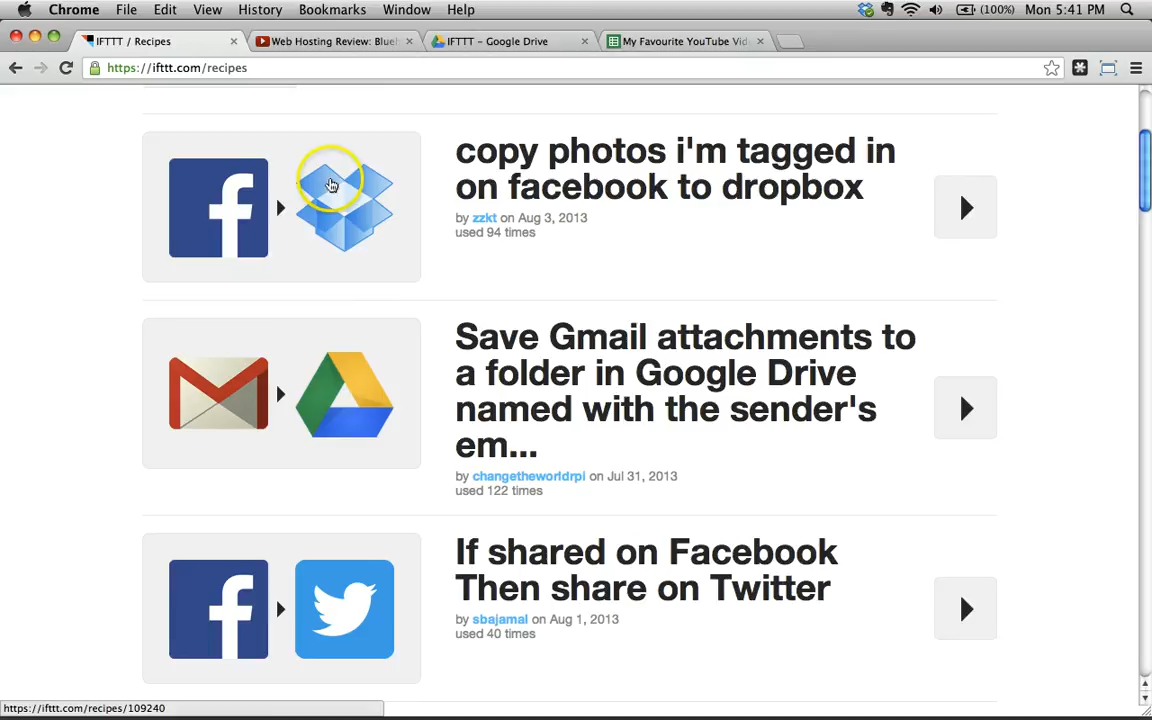 Chrome File Edit View History Bookmarks Window Help (100%) Mon 5:41 PM
IFTTT / Recipes Web Hosting Review: Blueh IFTTT - Google Drive My Favourite YouTube Vid
https://ifttt.com/recipes
copy photos i'm tagged in
on facebook to dropbox
by zzkt on Aug 3, 2013
used 94 times
Save Gmail attachments to
a folder in Google Drive
named with the sender's
em...
by changetheworldrpi on Jul 31, 2013
used 122 times
If shared on Facebook
Then share on Twitter
by sbajamal on Aug 1, 2013
used 40 times
https://ifttt.com/recipes/109240